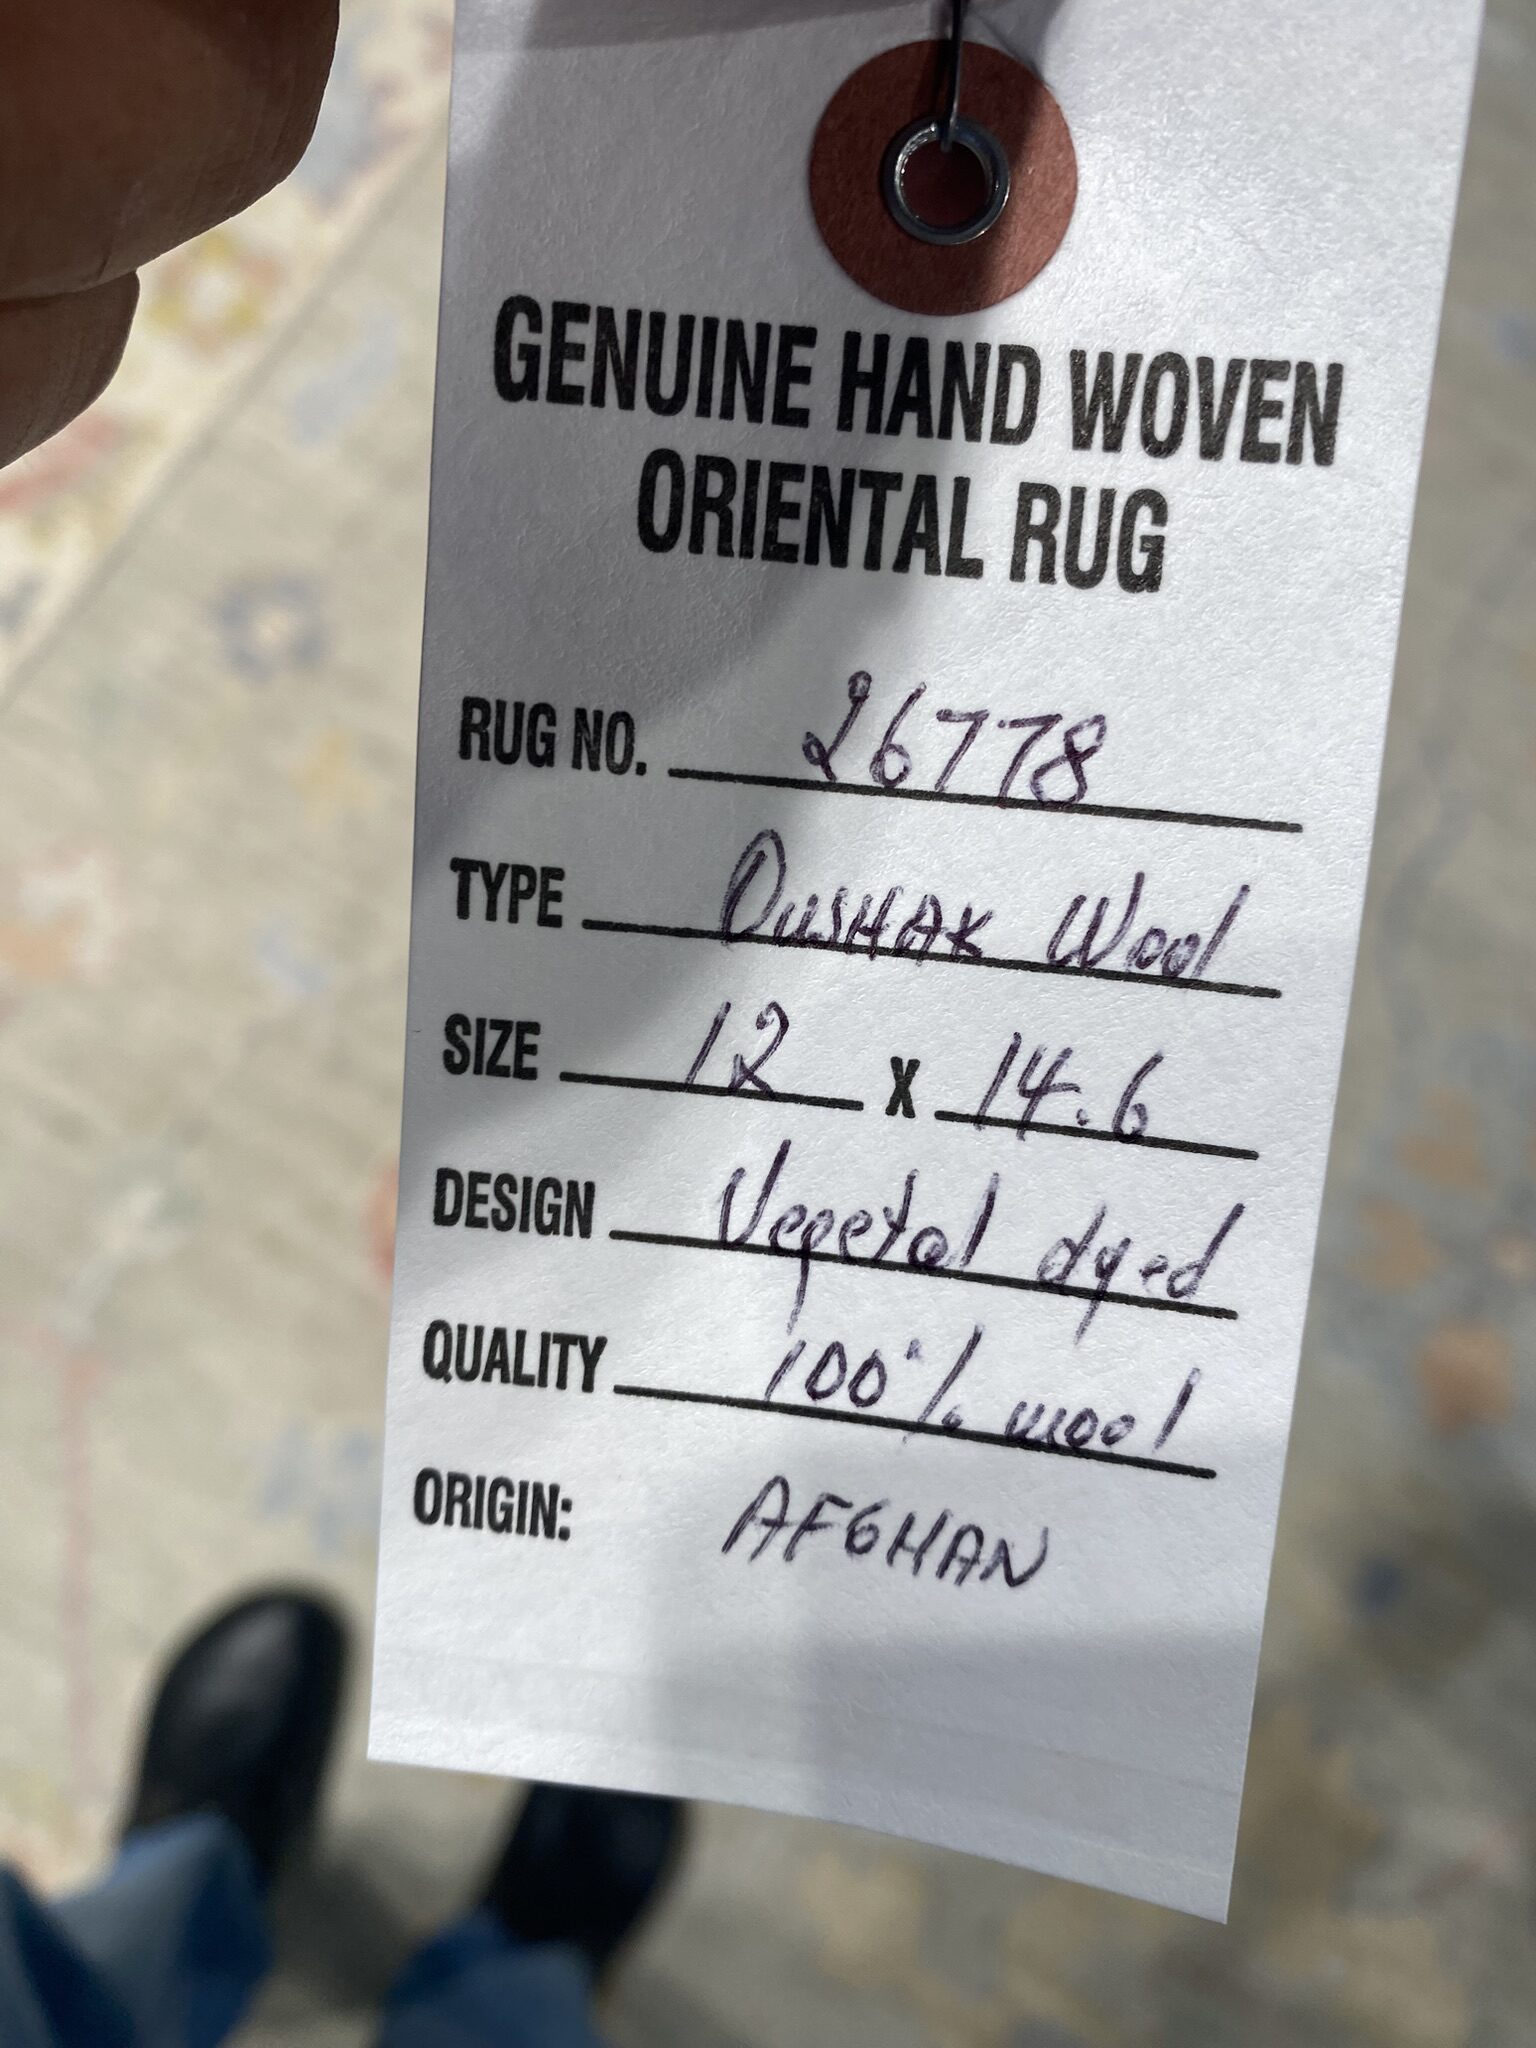 GENUINE HAND WOVEN
ORIENTAL RUG
RUG NO. 26778
TYPE OUSHAK Wool
SIZE 12 X 14.6
DESIGN Vegetal dyed
QUALITY 100% wool
ORIGIN: AFGHAN